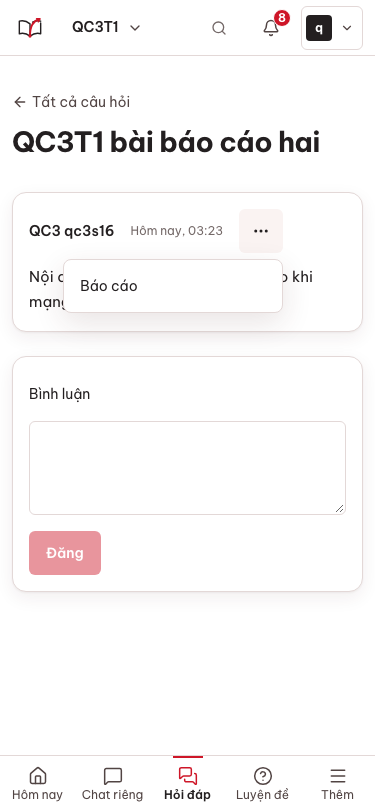 QC3T1
8
q
Tất cả câu hỏi
QC3T1 bài báo cáo hai
QC3 qc3s16 Hôm nay, 03:23
Nội khi
Báo cáo
mạng
Bình luận
Đăng
Hôm nay Chat riêng Hỏi đáp Luyện đề Thêm